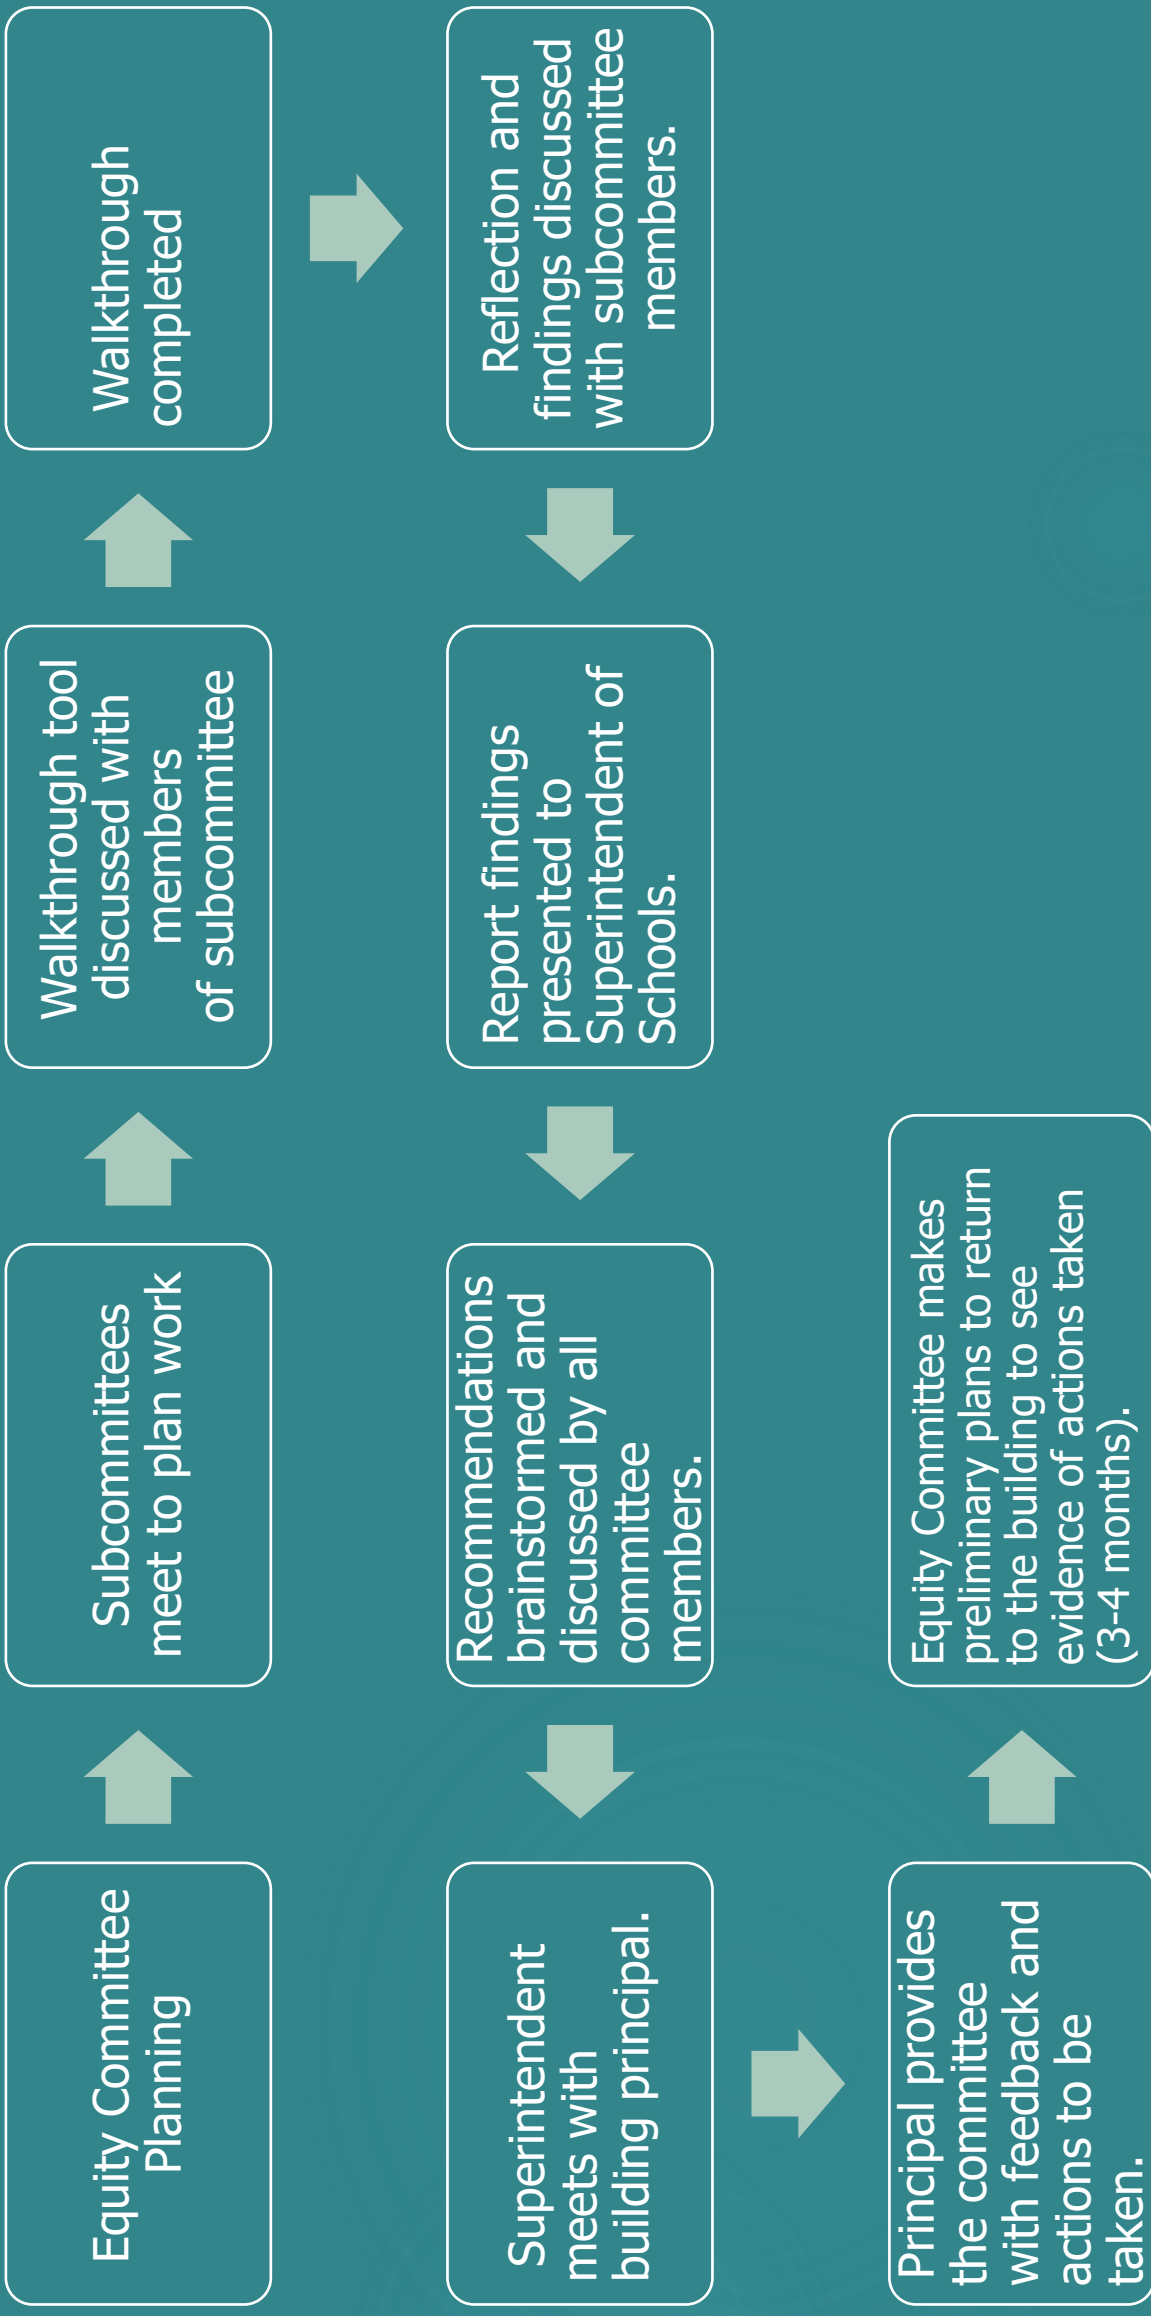 Equity Committee
Planning
Subcommittees
meet to plan work
Walkthrough tool
discussed with
members
of subcommittee
Walkthrough
completed
Reflection and
findings discussed
with subcommittee
members.
Report findings
presented to
Superintendent of
Schools.
Recommendations
brainstormed and
discussed by all
committee
members.
Superintendent
meets with
building principal.
Principal provides
the committee
with feedback and
actions to be
taken.
Equity Committee makes
preliminary plans to return
to the building to see
evidence of actions taken
(3-4 months).